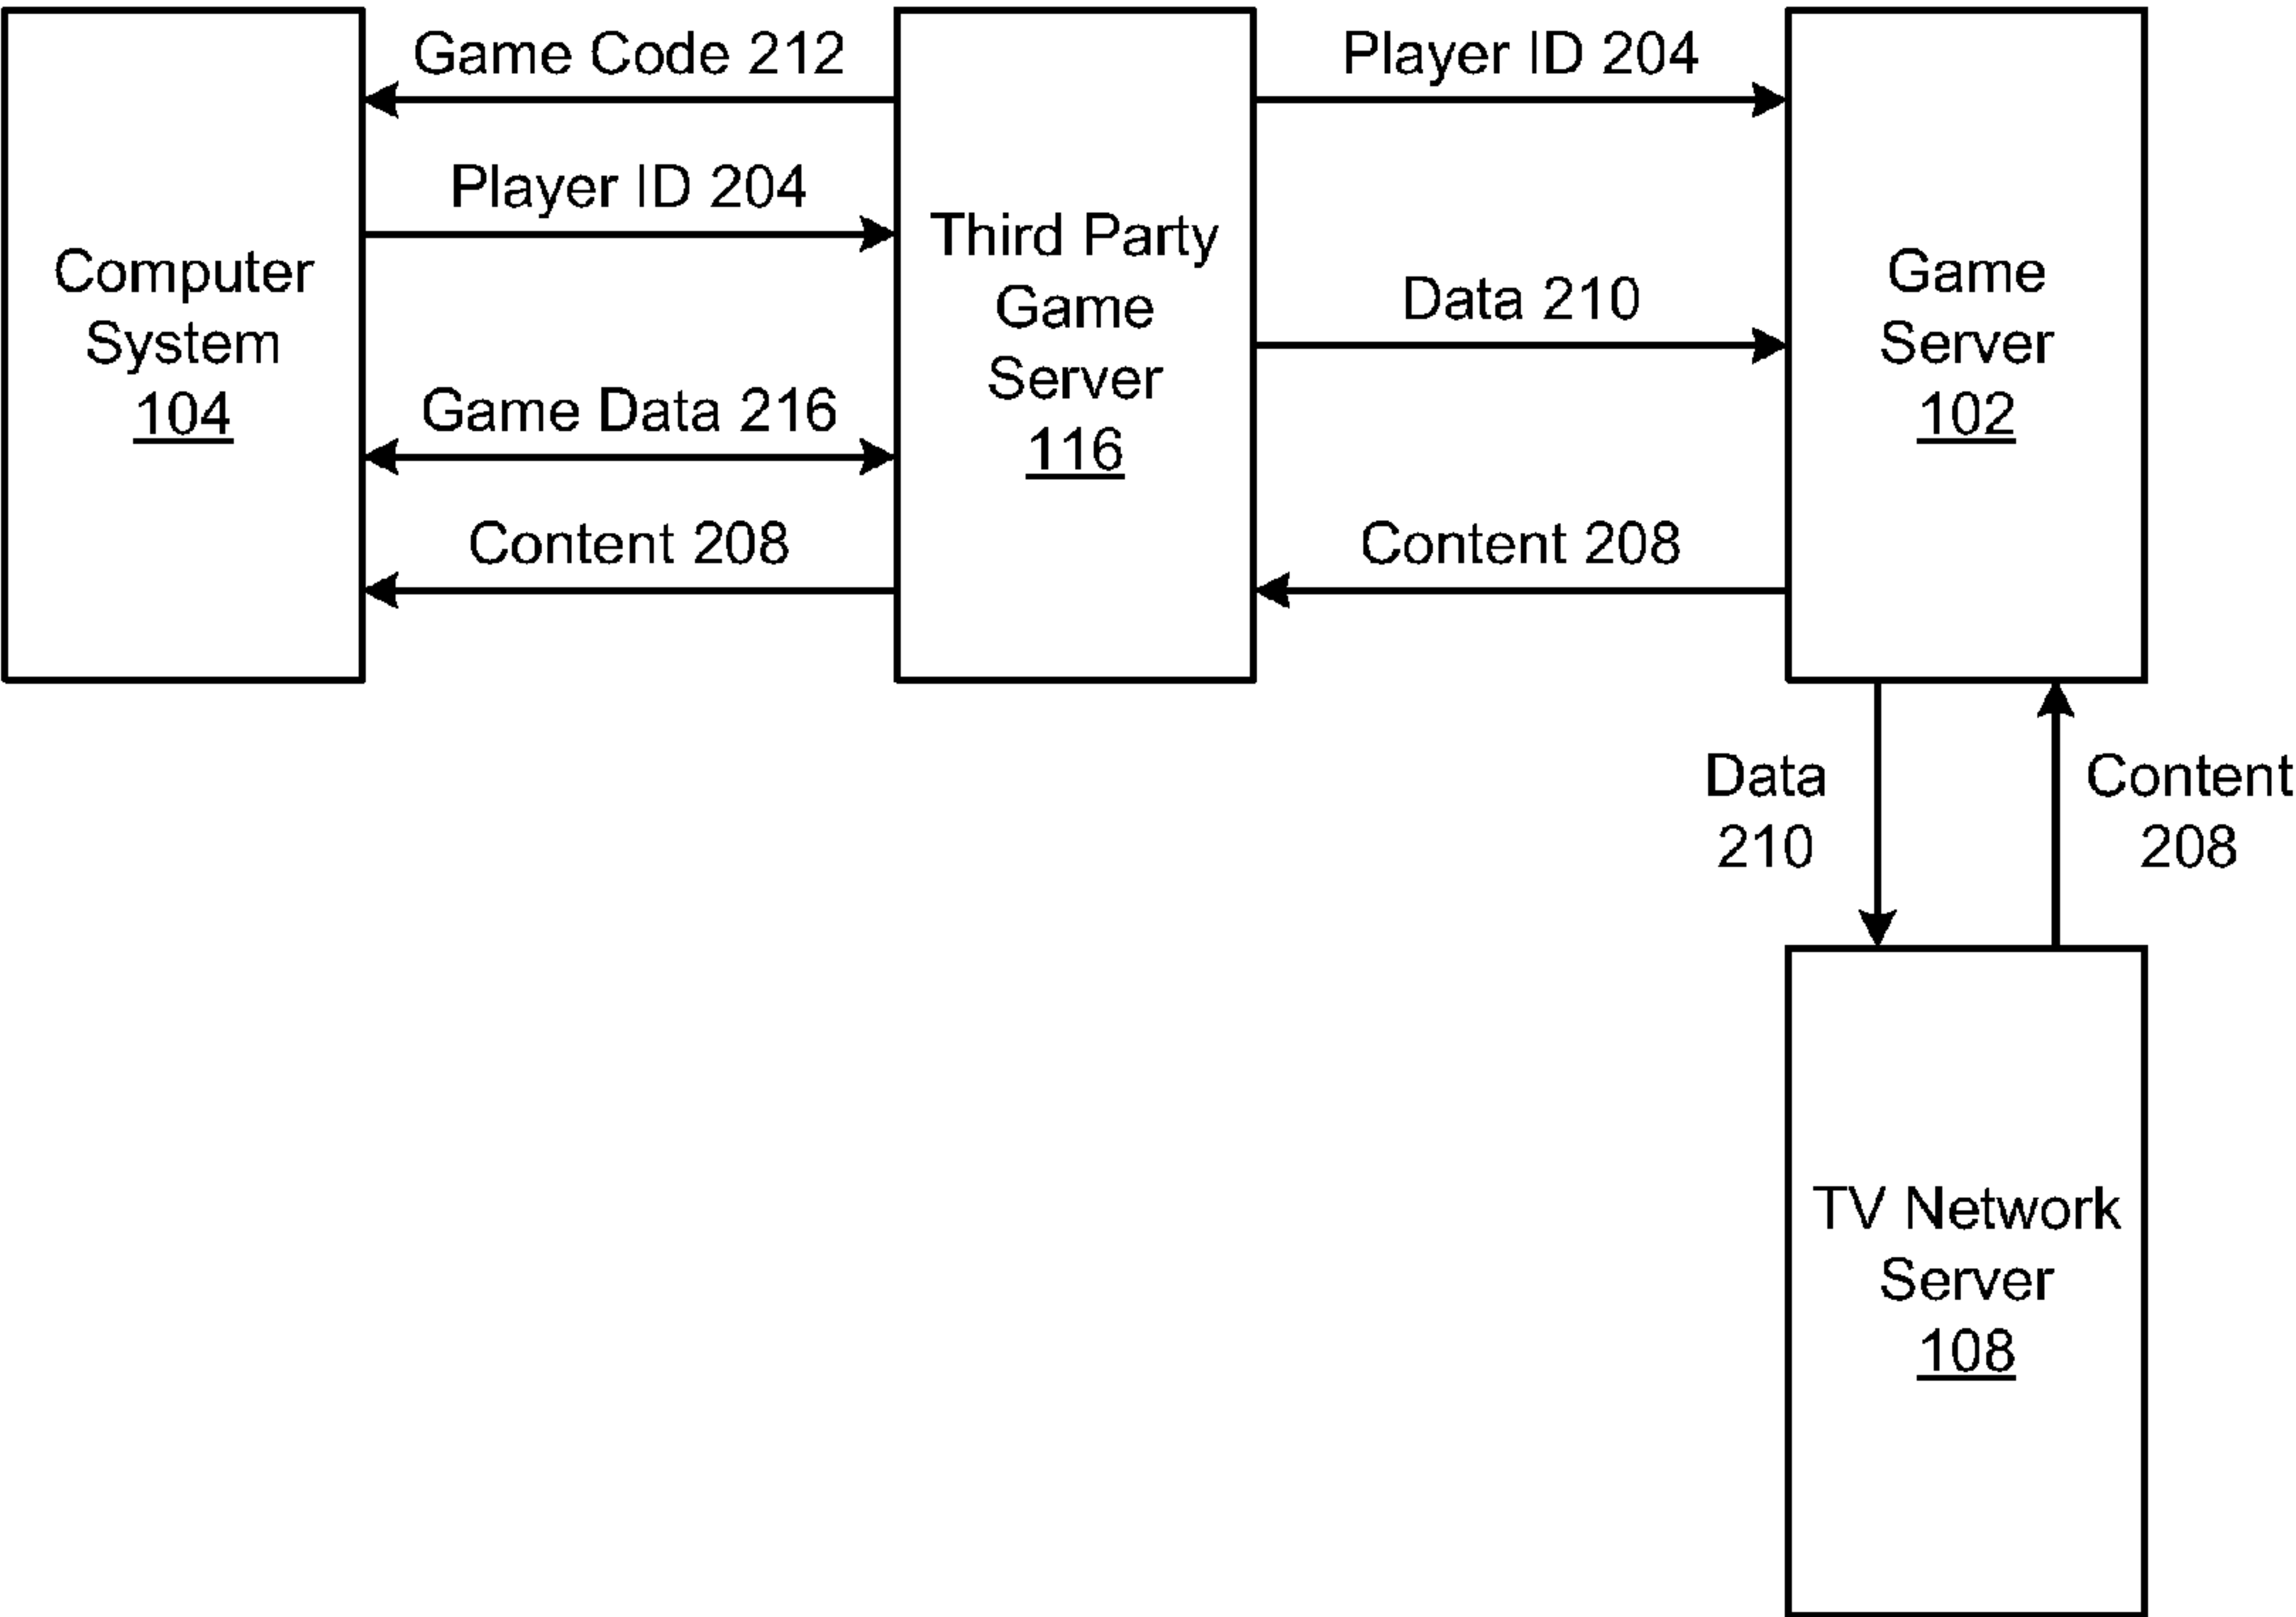 Game Code 212
Player ID 204
Player ID 204
Computer
System
104
Third Party
Game
Server
116
Game
Server
102
Data 210
Game Data 216
Content 208
Content 208
Data
210
Content
208
TV Network
Server
108